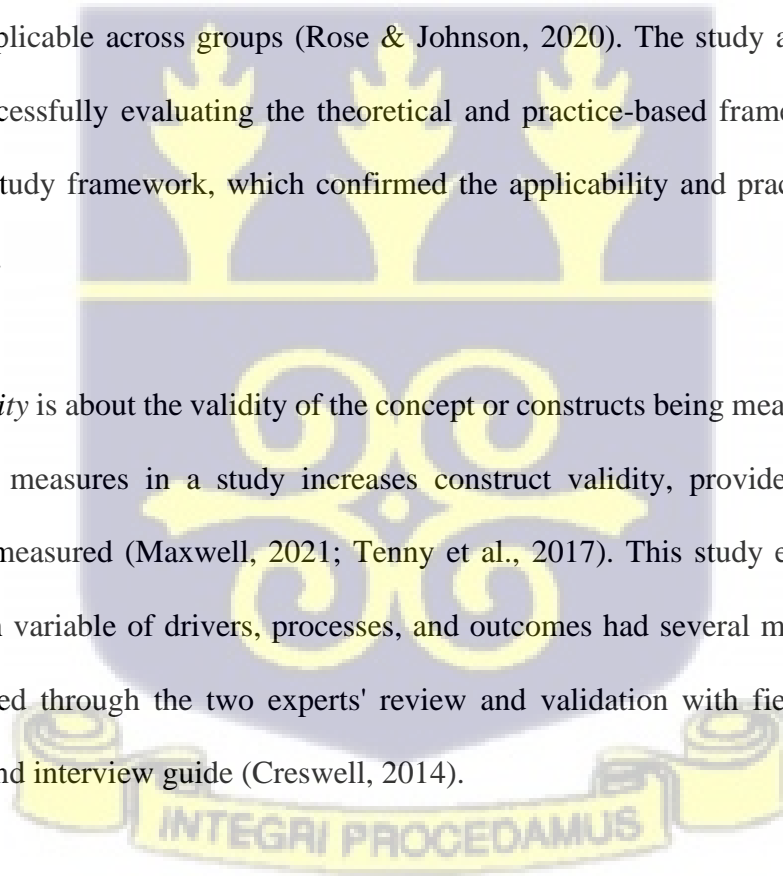 plicable across groups (Rose & Johnson, 2020). The study a
cessfully evaluating the theoretical and practice-based frame
tudy framework, which confirmed the applicability and prac
ity is about the validity of the concept or constructs being mea
measures in a study increases construct validity, provide
measured (Maxwell, 2021; Tenny et al., 2017). This study e
variable of drivers, processes, and outcomes had several m
ed through the two experts' review and validation with fie
nd interview guide (Creswell, 2014).
INTEGRI PROCEDAMUS